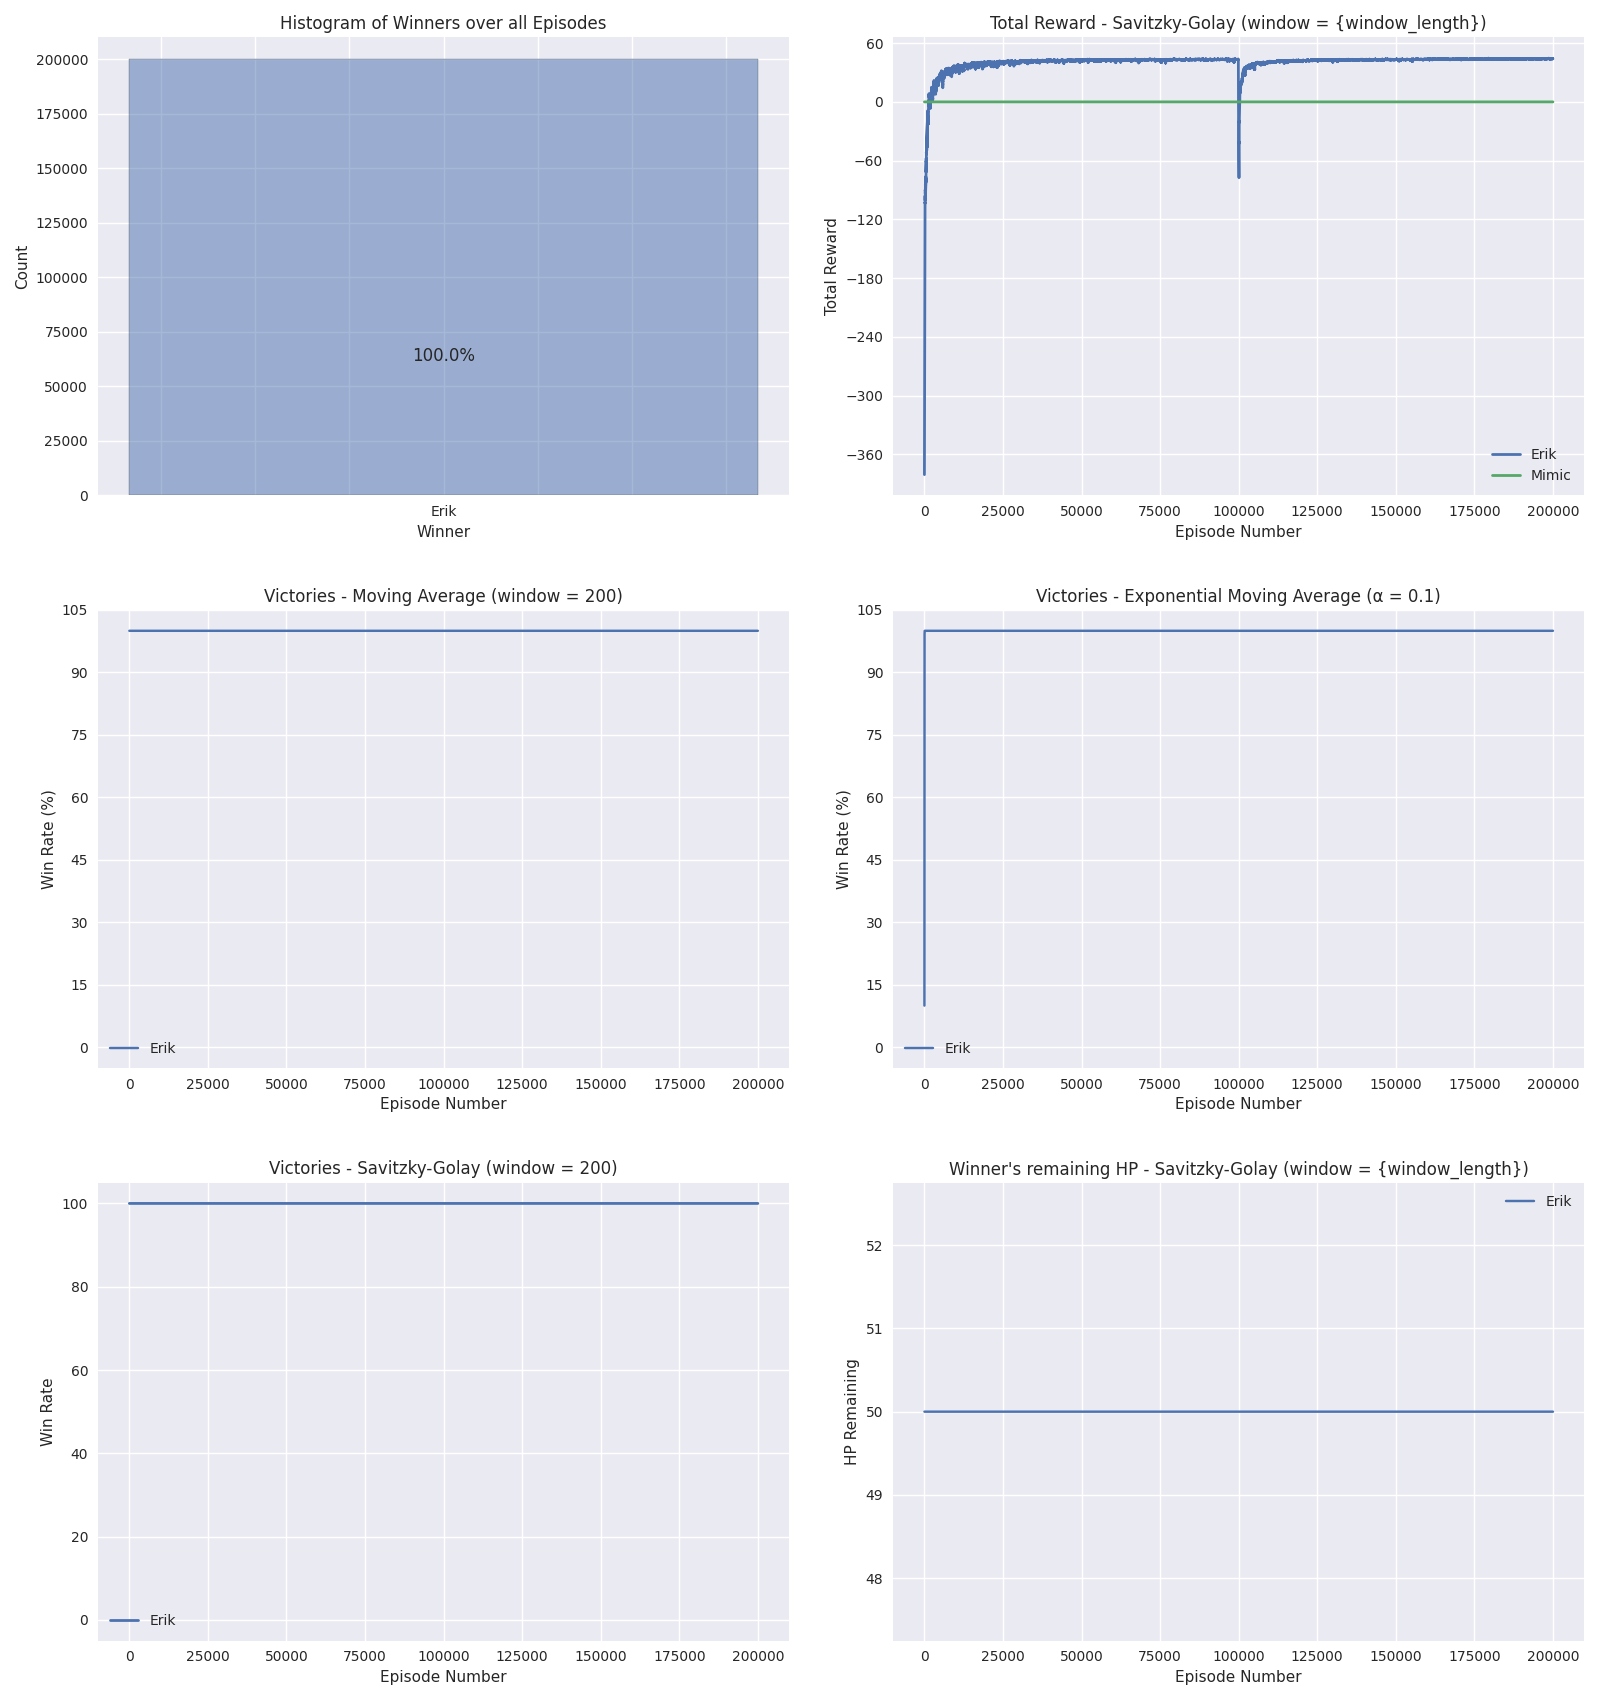 Histogram of Winners over all Episodes
200000
175000
150000
125000
100000
75000
50000
25000
0
Count
100.0%
Erik
Winner
Total Reward - Savitzky-Golay (window = {window_length})
60
0
−60
−120
−180
−240
−300
−360
Total Reward
Erik
Mimic
0 25000 50000 75000 100000 125000 150000 175000 200000
Episode Number
Victories - Moving Average (window = 200)
105
90
75
60
45
30
15
0
Win Rate (%)
Erik
0 25000 50000 75000 100000 125000 150000 175000 200000
Episode Number
Victories - Exponential Moving Average (α = 0.1)
105
90
75
60
45
30
15
0
Win Rate (%)
Erik
0 25000 50000 75000 100000 125000 150000 175000 200000
Episode Number
Victories - Savitzky-Golay (window = 200)
100
80
60
40
20
0
Win Rate
Erik
0 25000 50000 75000 100000 125000 150000 175000 200000
Episode Number
Winner's remaining HP - Savitzky-Golay (window = {window_length})
Erik
52
51
50
49
48
HP Remaining
0 25000 50000 75000 100000 125000 150000 175000 200000
Episode Number